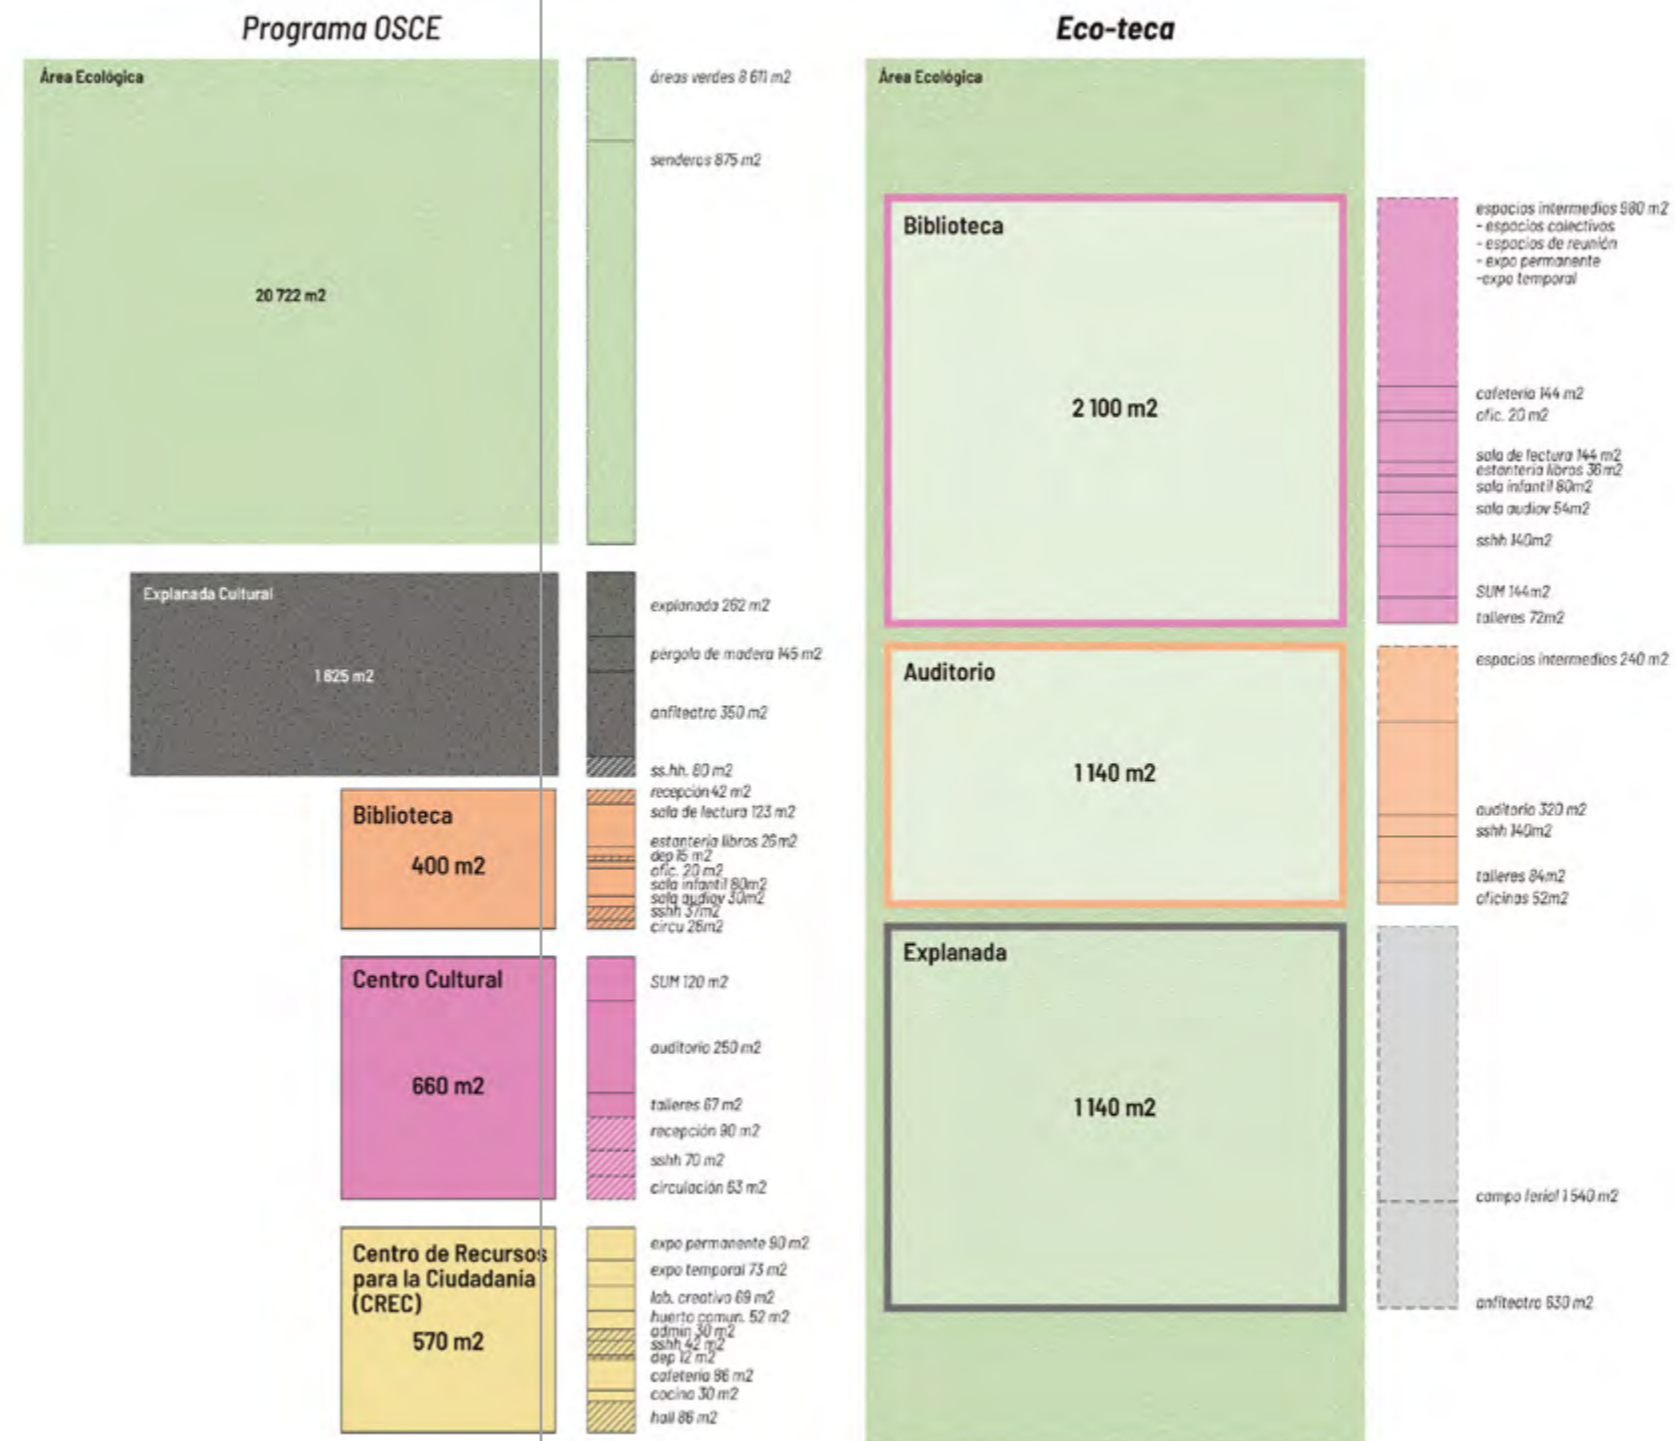 Programa OSCE
Área Ecológica
20 722 m2
áreas verdes 8 611 m2
senderos 875 m2
Explanada Cultural
1 825 m2
explanada 262 m2
pérgola de madera 145 m2
anfiteatro 350 m2
ss.hh. 80 m2
Biblioteca
400 m2
recepción 42 m2
sala de lectura 123 m2
estantería libros 26 m2
dep 16 m2
ofic. 20 m2
sala infantil 80m2
sala audiov 30m2
sshh 37m2
circu 26m2
Centro Cultural
660 m2
SUM 120 m2
auditorio 250 m2
talleres 67 m2
recepción 90 m2
sshh 70 m2
circulación 63 m2
Centro de Recursos
para la Ciudadanía
(CREC)
570 m2
expo permanente 90 m2
expo temporal 73 m2
lab. creativo 69 m2
huerto comun. 52 m2
admin 30 m2
sshh 42 m2
dep 12 m2
cafetería 86 m2
cocina 30 m2
hall 86 m2
Eco-teca
Área Ecológica
Biblioteca
2 100 m2
espacios intermedios 980 m2
- espacios colectivos
- espacios de reunión
- expo permanente
-expo temporal
cafetería 144 m2
ofic. 20 m2
sala de lectura 144 m2
estantería libros 36 m2
sala infantil 80m2
sala audiov 54m2
sshh 140m2
SUM 144m2
talleres 72m2
Auditorio
1 140 m2
espacios intermedios 240 m2
auditorio 320 m2
sshh 140m2
talleres 84m2
oficinas 52m2
Explanada
1 140 m2
campo ferial 1 540 m2
anfiteatro 630 m2